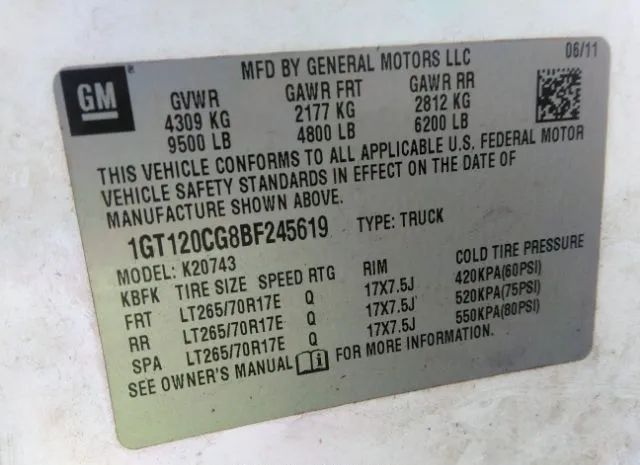 MFD BY GENERAL MOTORS LLC 06/11
GM
GVWR GAWR FRT GAWR RR
4309 KG 2177 KG 2812 KG
9500 LB 4800 LB 6200 LB
THIS VEHICLE CONFORMS TO ALL APPLICABLE U.S. FEDERAL MOTOR
VEHICLE SAFETY STANDARDS IN EFFECT ON THE DATE OF
MANUFACTURE SHOWN ABOVE.
1GT120CG8BF245619 TYPE: TRUCK
MODEL: K20743
KBFK TIRE SIZE SPEED RTG RIM COLD TIRE PRESSURE
FRT LT265/70R17E Q 17X7.5J 420KPA(60PSI)
RR LT265/70R17E Q 17X7.5J 520KPA(75PSI)
SPA LT265/70R17E Q 17X7.5J 550KPA(80PSI)
SEE OWNER'S MANUAL FOR MORE INFORMATION.